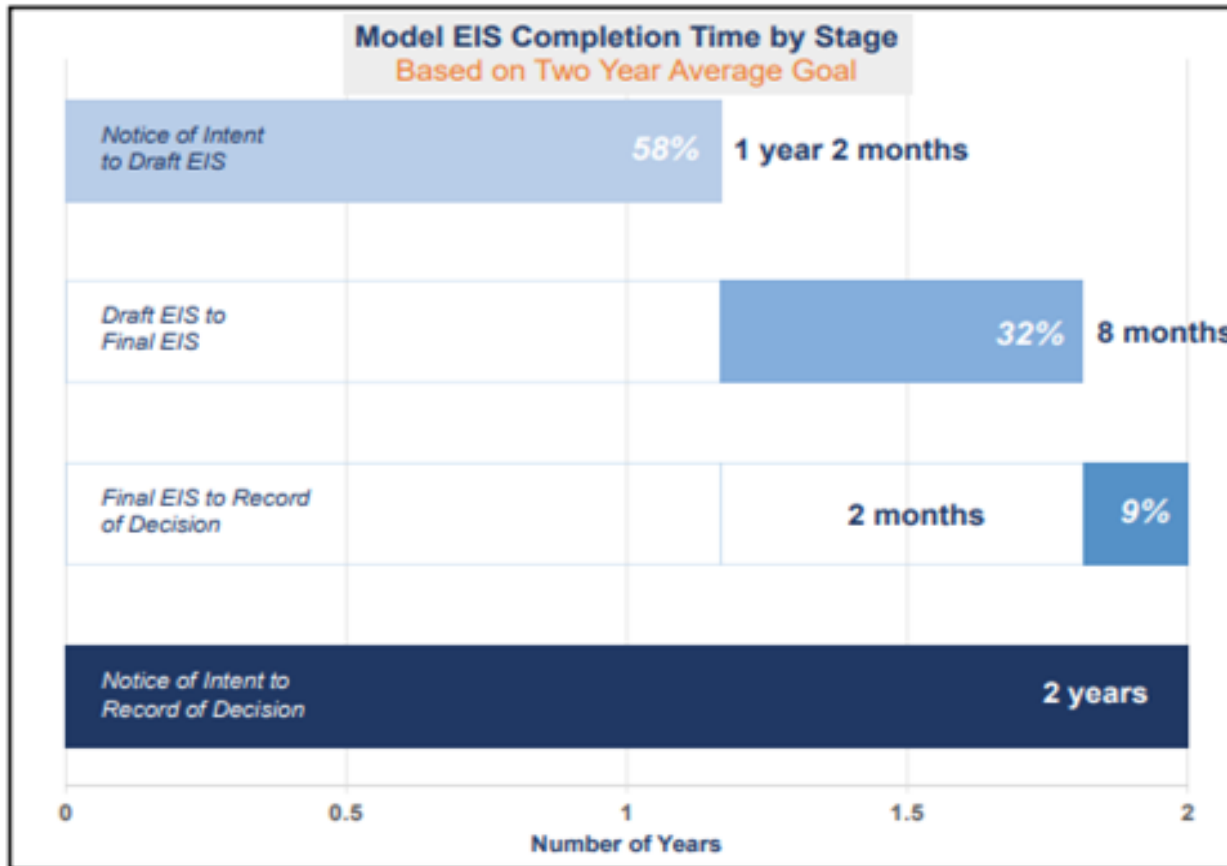 Model EIS Completion Time by Stage
Based on Two Year Average Goal
Notice of Intent
to Draft EIS
58%
1 year 2 months
Draft EIS to
Final EIS
32%
8 months
Final EIS to Record
of Decision
2 months
9%
Notice of Intent to
Record of Decision
2 years
0
0.5
1
1.5
2
Number of Years